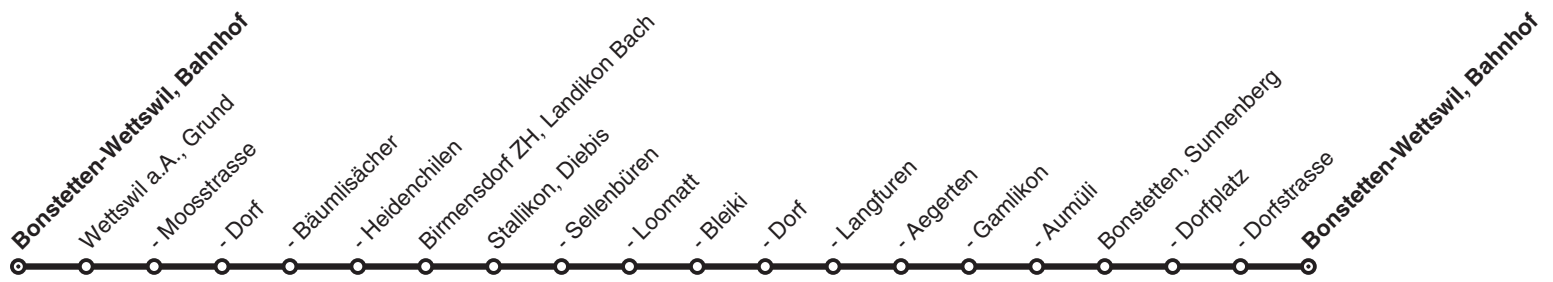 Bonstetten-Wettswil, Bahnhof
Wettswil a.A., Grund
- Moosstrasse
- Dorf
- Bäumlisächer
- Heidenchilen
Birmensdorf ZH, Landikon Bach
Stallikon, Diebis
- Sellenbüren
- Loomatt
- Bleiki
- Dorf
- Langfuren
- Aegerten
- Gamlikon
- Aumüli
Bonstetten, Sunnenberg
- Dorfplatz
- Dorfstrasse
Bonstetten-Wettswil, Bahnhof